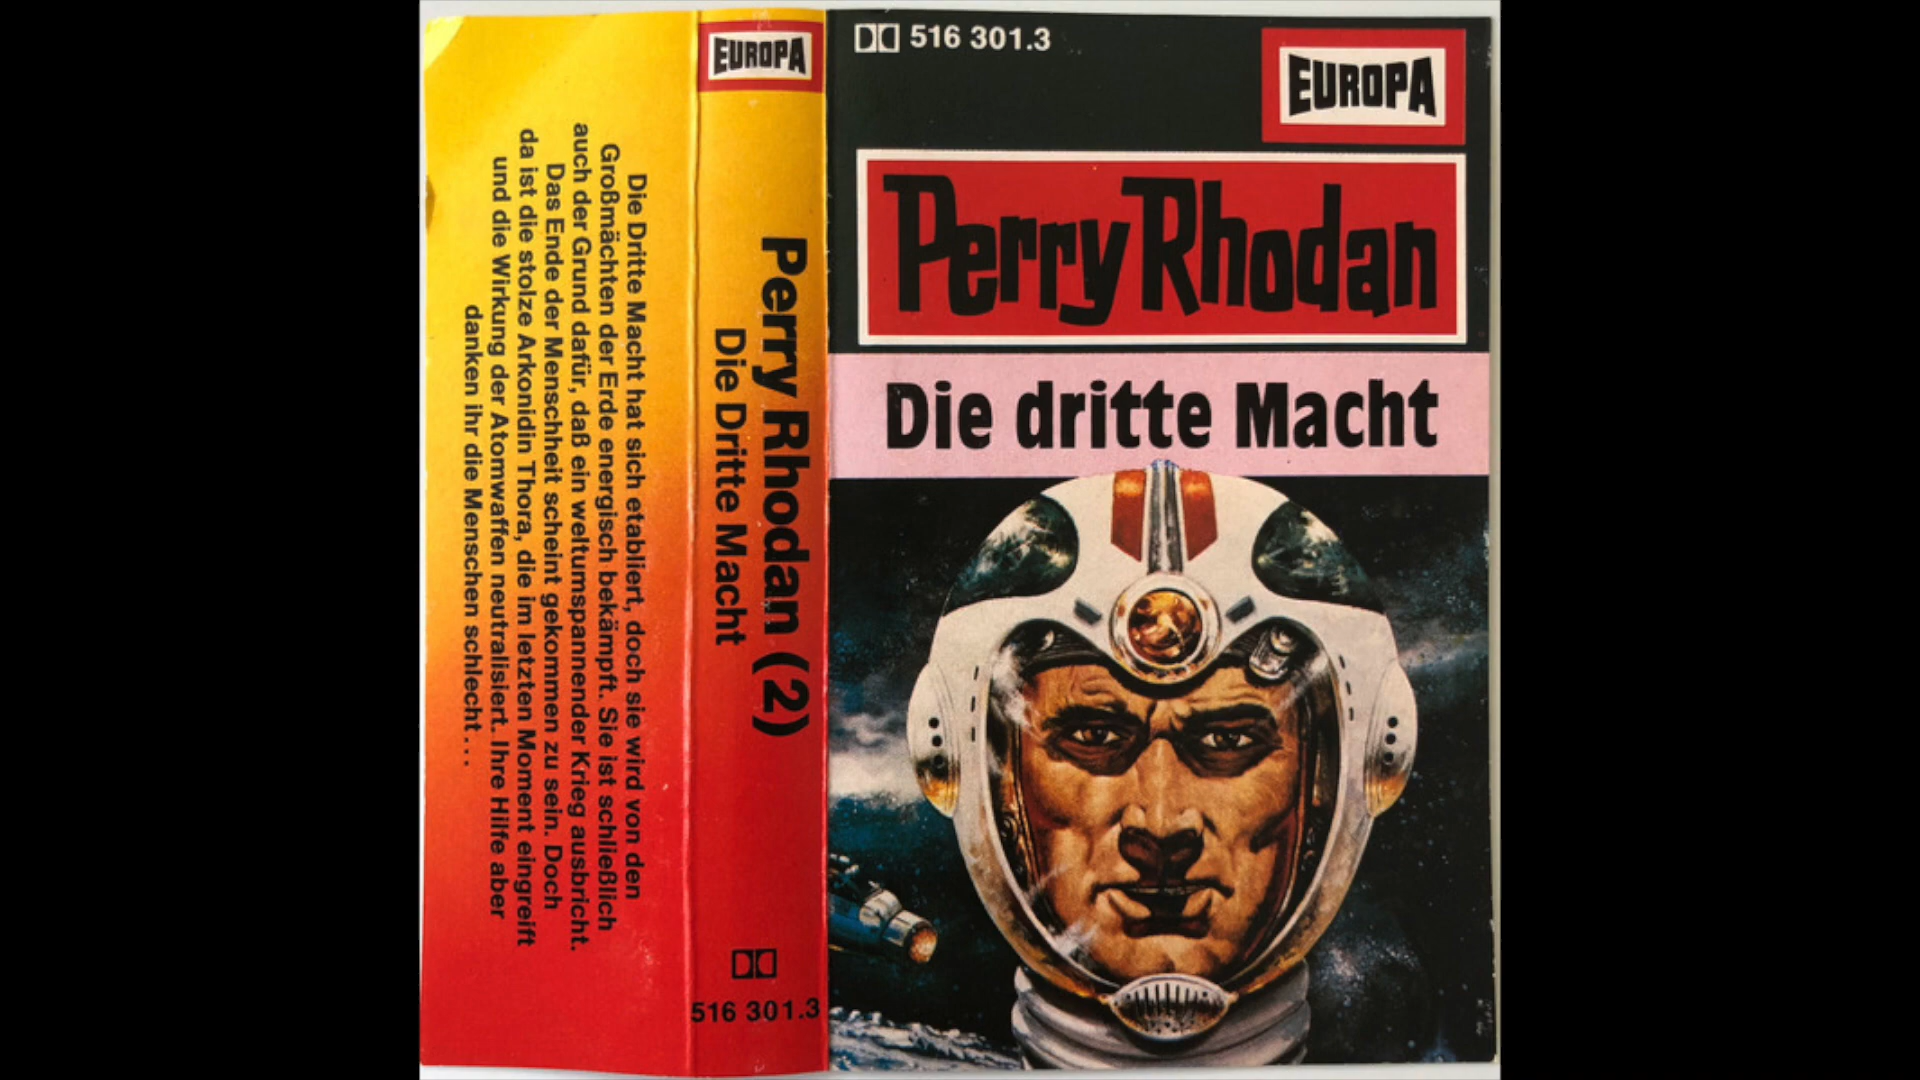 Die Dritte Macht hat sich etabliert, doch sie wird von den
Großmächten der Erde energisch bekämpft. Sie ist schließlich
auch der Grund dafür, daß ein weltumspannender Krieg ausbricht.
Das Ende der Menschheit scheint gekommen zu sein. Doch
da ist die stolze Arkonidin Thora, die im letzten Moment eingreift
und die Wirkung der Atomwaffen neutralisiert. Ihre Hilfe aber
danken ihr die Menschen schlecht...
EUROPA
Perry Rhodan (2)
Die Dritte Macht
516 301.3
516 301.3
EUROPA
Perry Rhodan
Die dritte Macht